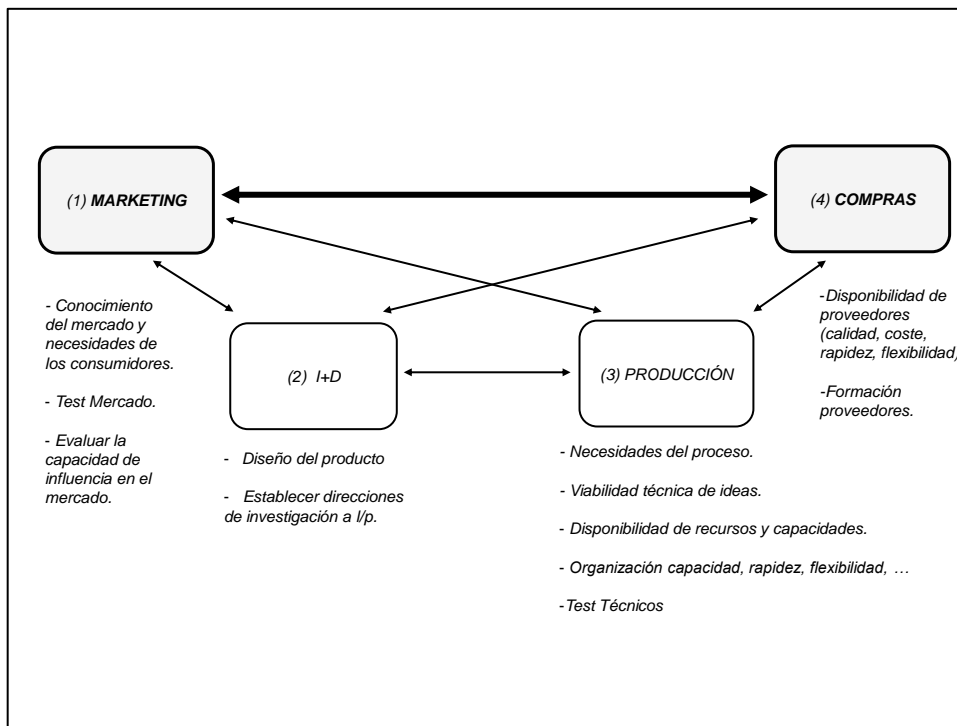 (1) MARKETING
(4) COMPRAS
- Conocimiento
del mercado y
necesidades de
los consumidores.
- Test Mercado.
- Evaluar la
capacidad de
influencia en el
mercado.
(2) I+D
- Diseño del producto
- Establecer direcciones
de investigación a l/p.
(3) PRODUCCIÓN
- Necesidades del proceso.
- Viabilidad técnica de ideas.
- Disponibilidad de recursos y capacidades.
- Organización capacidad, rapidez, flexibilidad, ...
-Test Técnicos
-Disponibilidad de
proveedores
(calidad, coste,
rapidez, flexibilidad)
-Formación
proveedores.